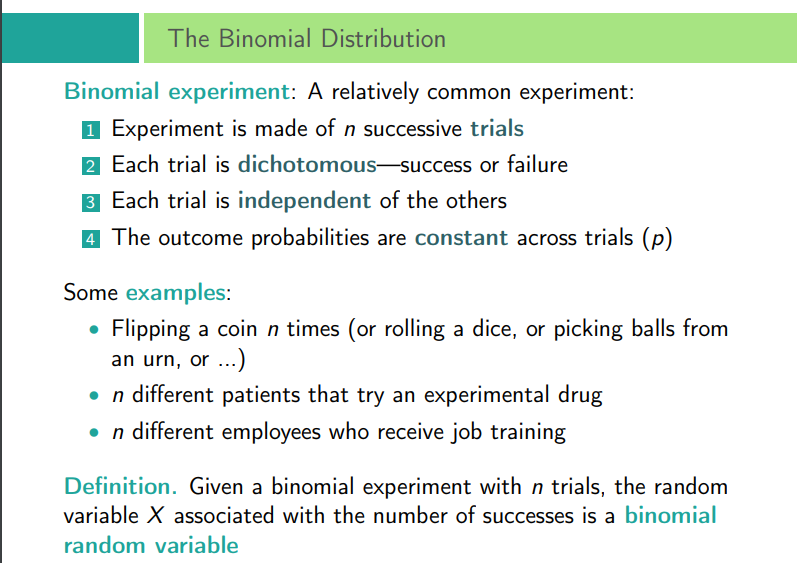 The Binomial Distribution
Binomial experiment: A relatively common experiment:
1 Experiment is made of n successive trials
2 Each trial is dichotomous—success or failure
3 Each trial is independent of the others
4 The outcome probabilities are constant across trials (p)
Some examples:
• Flipping a coin n times (or rolling a dice, or picking balls from
an urn, or ...)
• n different patients that try an experimental drug
• n different employees who receive job training
Definition. Given a binomial experiment with n trials, the random
variable X associated with the number of successes is a binomial
random variable